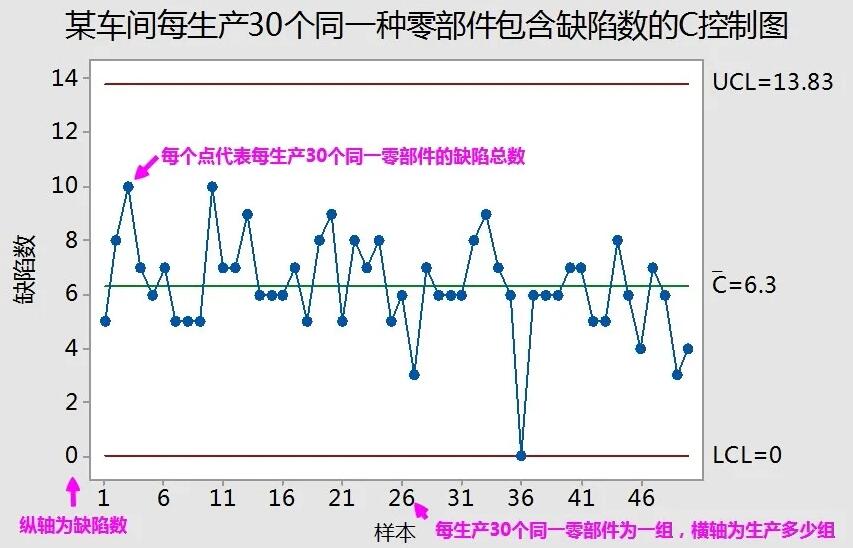 某车间每生产30个同一种零部件包含缺陷数的C控制图
14
UCL=13.83
12
每个点代表每生产30个同一零部件的缺陷总数
10
8
缺陷数
6
C̅=6.3
4
2
0
LCL=0
1 6 11 16 21 26 31 36 41 46
纵轴为缺陷数
样本
每生产30个同一零部件为一组，横轴为生产多少组